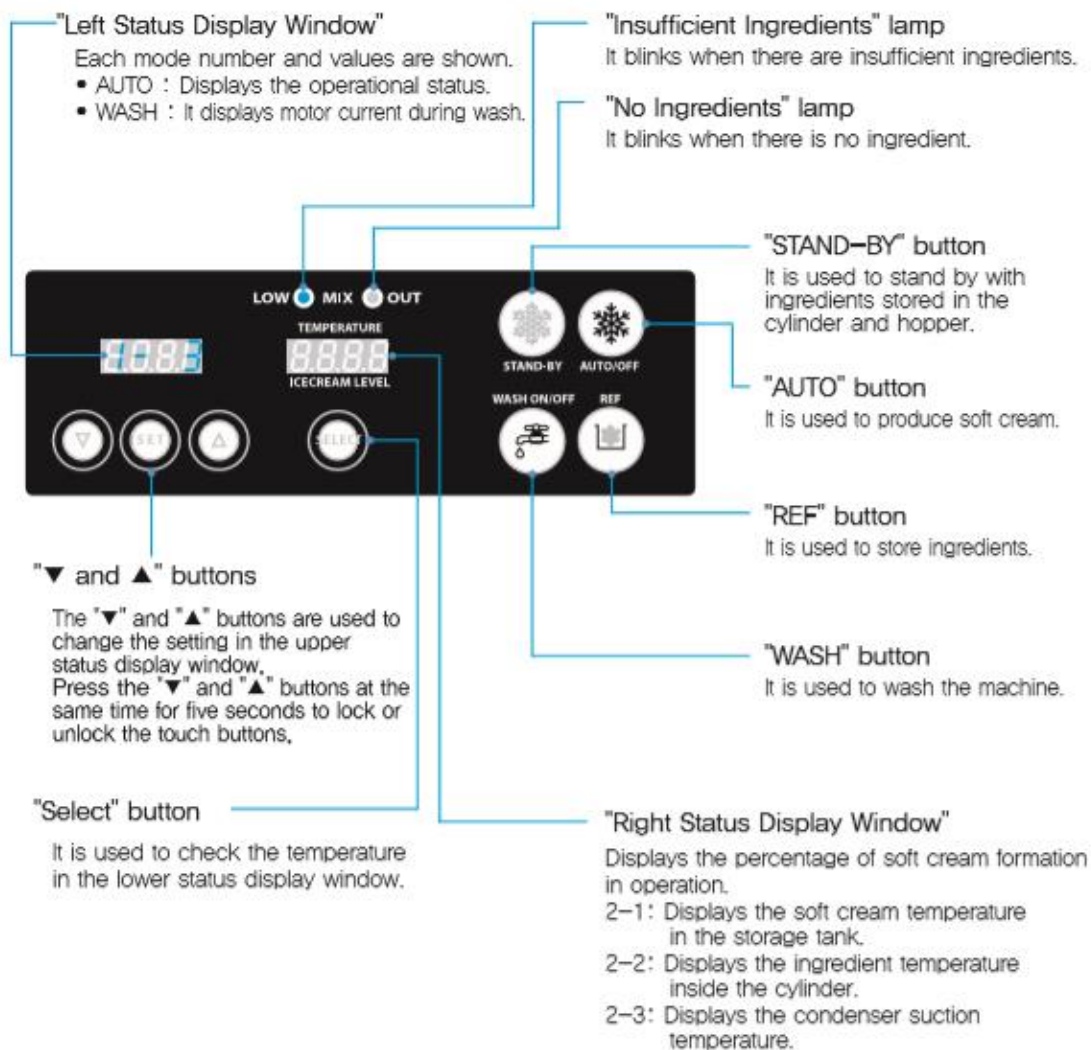 "Left Status Display Window"
Each mode number and values are shown.
• AUTO : Displays the operational status.
• WASH : It displays motor current during wash.
"Insufficient Ingredients" lamp
It blinks when there are insufficient ingredients.
"No Ingredients" lamp
It blinks when there is no ingredient.
"STAND-BY" button
It is used to stand by with
ingredients stored in the
cylinder and hopper.
"AUTO" button
It is used to produce soft cream.
"REF" button
It is used to store ingredients.
"WASH" button
It is used to wash the machine.
LOW MIX OUT
TEMPERATURE
1-3
8.8.8.8
ICECREAM LEVEL
STAND-BY AUTO/OFF
WASH ON/OFF REF
▽ SET △ SELECT
"▼ and ▲" buttons
The "▼" and "▲" buttons are used to
change the setting in the upper
status display window.
Press the "▼" and "▲" buttons at the
same time for five seconds to lock or
unlock the touch buttons.
"Select" button
It is used to check the temperature
in the lower status display window.
"Right Status Display Window"
Displays the percentage of soft cream formation
in operation.
2-1: Displays the soft cream temperature
in the storage tank.
2-2: Displays the ingredient temperature
inside the cylinder.
2-3: Displays the condenser suction
temperature.